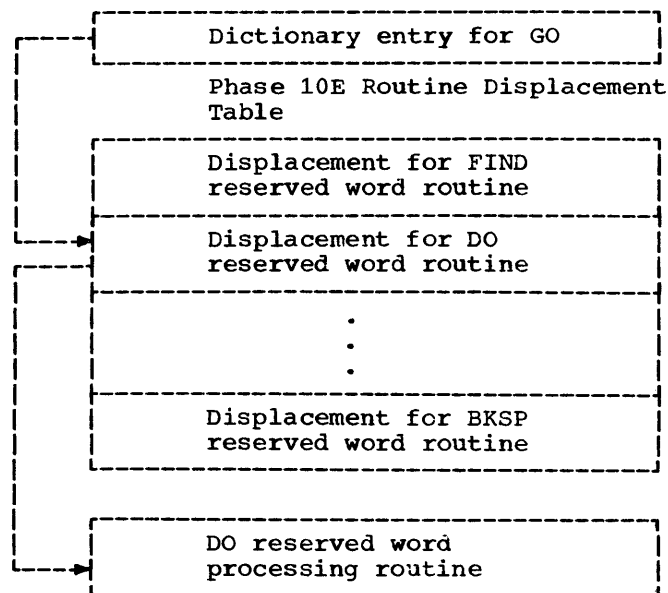 Dictionary entry for GO
Phase 10E Routine Displacement
Table
Displacement for FIND
reserved word routine
Displacement for DO
reserved word routine
.
.
.
Displacement for BKSP
reserved word routine
DO reserved word
processing routine